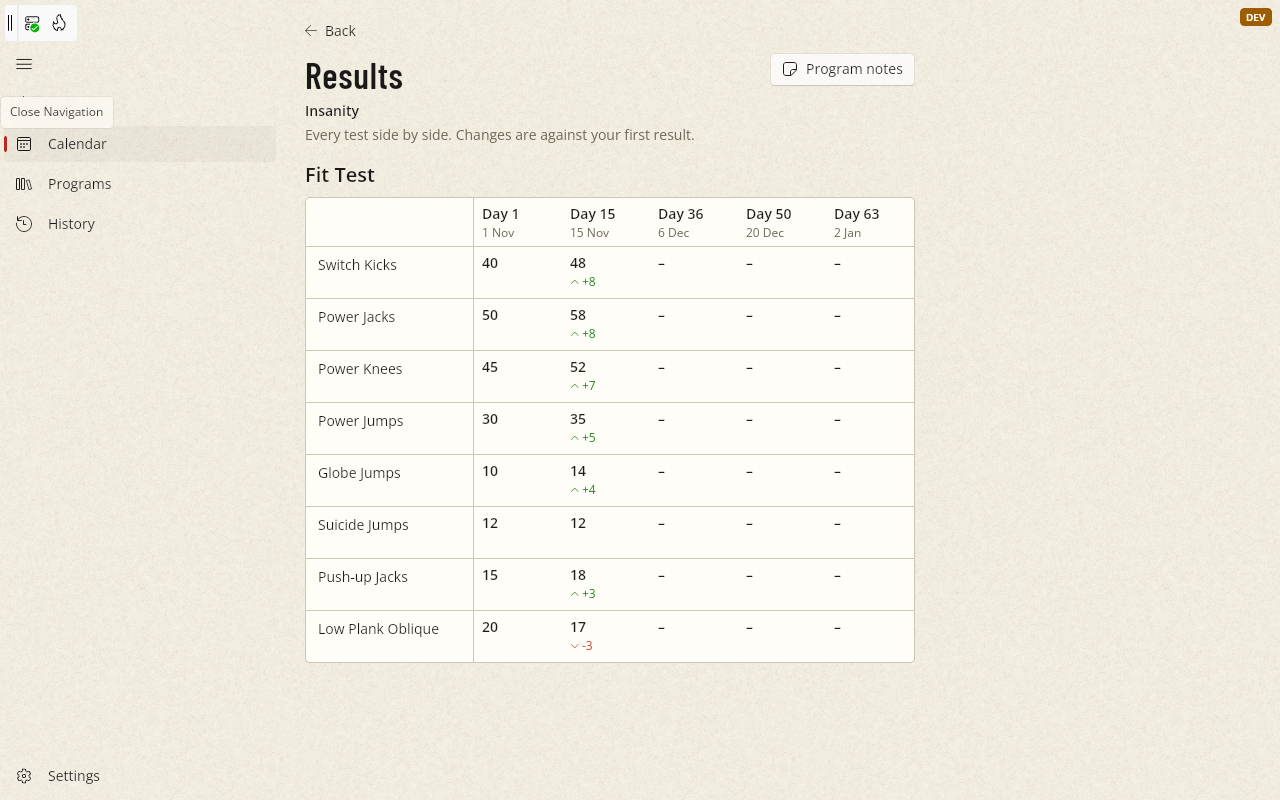 DEV
Close Navigation
Calendar
Programs
History
Settings
Back
Results
Program notes
Insanity
Every test side by side. Changes are against your first result.
Fit Test
Day 1 Day 15 Day 36 Day 50 Day 63
1 Nov 15 Nov 6 Dec 20 Dec 2 Jan
Switch Kicks 40 48 – – –
+8
Power Jacks 50 58 – – –
+8
Power Knees 45 52 – – –
+7
Power Jumps 30 35 – – –
+5
Globe Jumps 10 14 – – –
+4
Suicide Jumps 12 12 – – –
Push-up Jacks 15 18 – – –
+3
Low Plank Oblique 20 17 – – –
-3